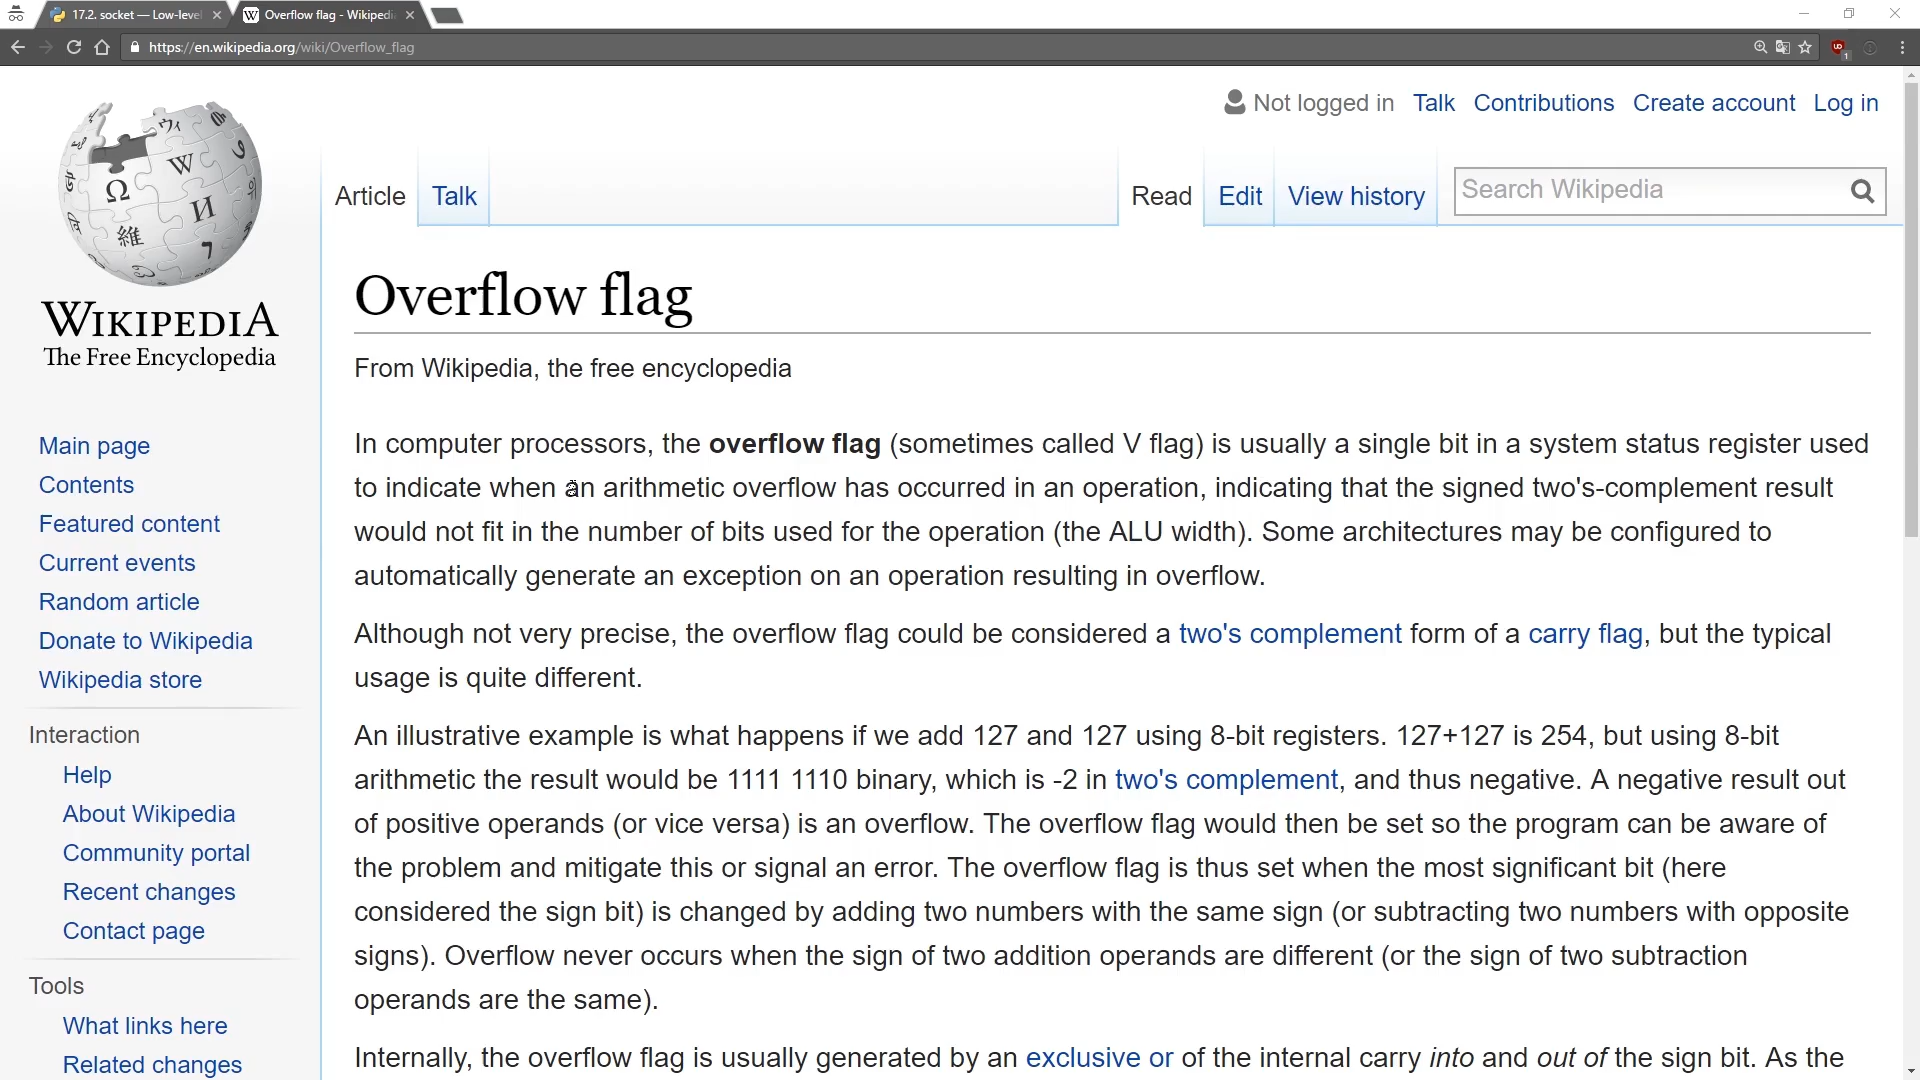 17.2. socket — Low-level
Overflow flag - Wikipedia
https://en.wikipedia.org/wiki/Overflow_flag
Not logged in Talk Contributions Create account Log in
Article Talk Read Edit View history Search Wikipedia
WIKIPEDIA
The Free Encyclopedia
Main page
Contents
Featured content
Current events
Random article
Donate to Wikipedia
Wikipedia store
Interaction
Help
About Wikipedia
Community portal
Recent changes
Contact page
Tools
What links here
Related changes
Overflow flag
From Wikipedia, the free encyclopedia
In computer processors, the overflow flag (sometimes called V flag) is usually a single bit in a system status register used
to indicate when an arithmetic overflow has occurred in an operation, indicating that the signed two's-complement result
would not fit in the number of bits used for the operation (the ALU width). Some architectures may be configured to
automatically generate an exception on an operation resulting in overflow.
Although not very precise, the overflow flag could be considered a two's complement form of a carry flag, but the typical
usage is quite different.
An illustrative example is what happens if we add 127 and 127 using 8-bit registers. 127+127 is 254, but using 8-bit
arithmetic the result would be 1111 1110 binary, which is -2 in two's complement, and thus negative. A negative result out
of positive operands (or vice versa) is an overflow. The overflow flag would then be set so the program can be aware of
the problem and mitigate this or signal an error. The overflow flag is thus set when the most significant bit (here
considered the sign bit) is changed by adding two numbers with the same sign (or subtracting two numbers with opposite
signs). Overflow never occurs when the sign of two addition operands are different (or the sign of two subtraction
operands are the same).
Internally, the overflow flag is usually generated by an exclusive or of the internal carry into and out of the sign bit. As the